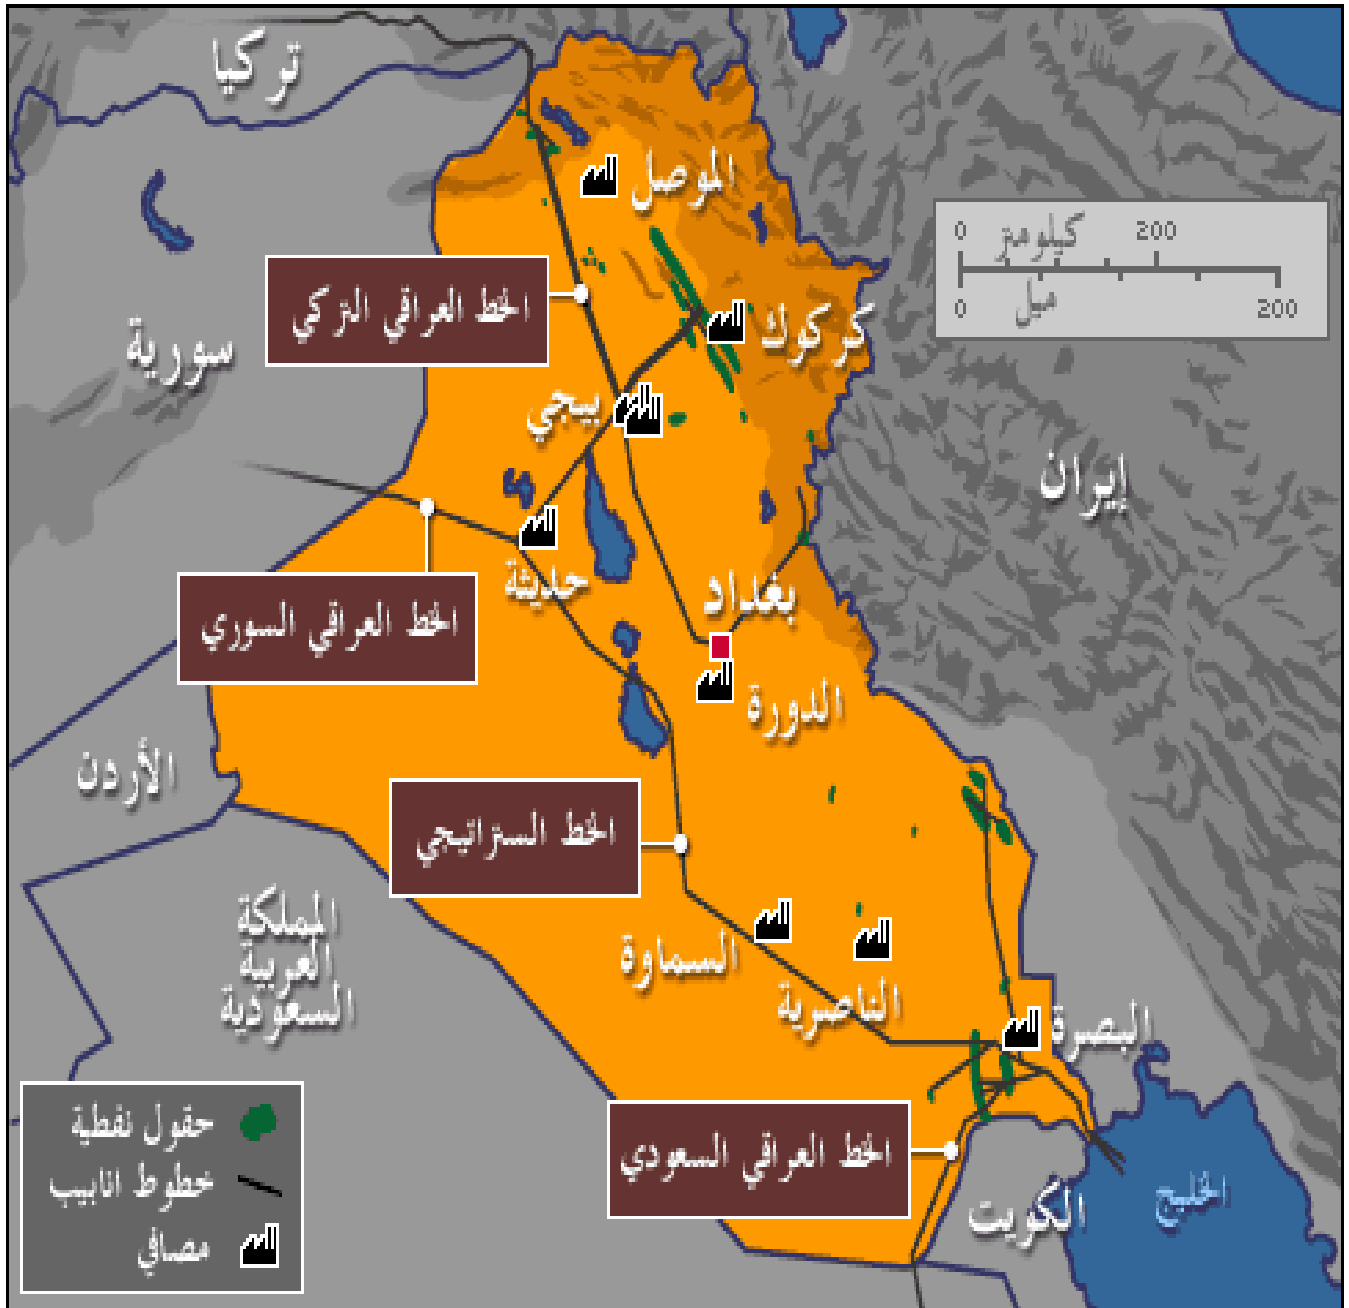 تركيا
الموصل
0 كيلومتر 200
0 ميل 200
الخط العراقي التركي
كركوك
سورية
بيجي
إيران
حديثة
بغداد
الخط العراقي السوري
الدورة
الأردن
الخط الستراتيجي
المملكة
العربية
السعودية
السماوة
الناصرية
البصرة
حقول نفطية
خطوط انابيب
مصافي
الخط العراقي السعودي
الكويت
الخليج